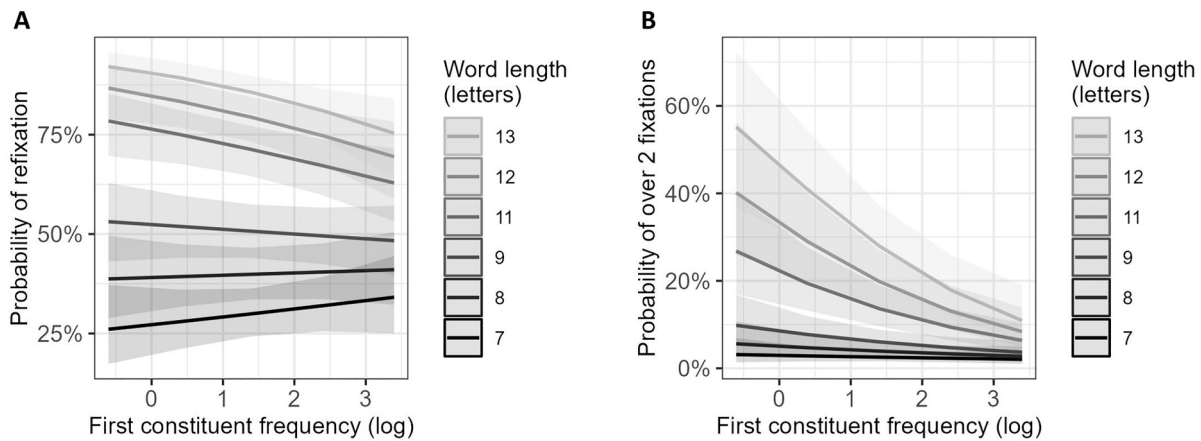 A
Probability of refixation
75%
50%
25%
0 1 2 3
First constituent frequency (log)
Word length
(letters)
13
12
11
9
8
7
B
Probability of over 2 fixations
60%
40%
20%
0%
0 1 2 3
First constituent frequency (log)
Word length
(letters)
13
12
11
9
8
7